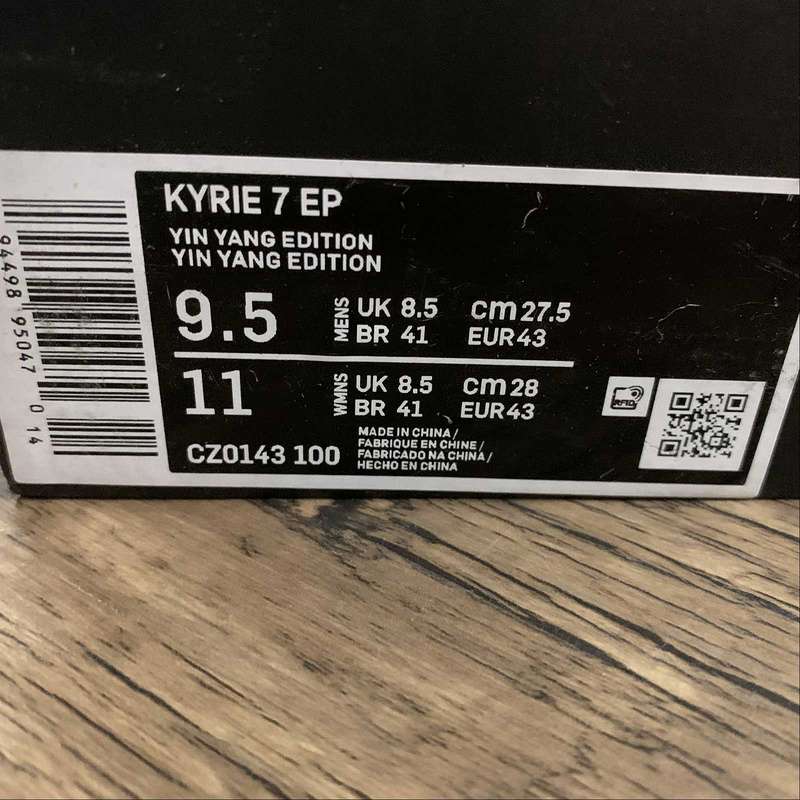 KYRIE 7 EP
YIN YANG EDITION
YIN YANG EDITION
9.5 MENS UK 8.5 cm 27.5
BR 41 EUR 43
11 WMNS UK 8.5 cm 28
BR 41 EUR 43
CZ0143 100
MADE IN CHINA /
FABRIQUE EN CHINE /
FABRICADO NA CHINA /
HECHO EN CHINA
RFID
94498 95047 014